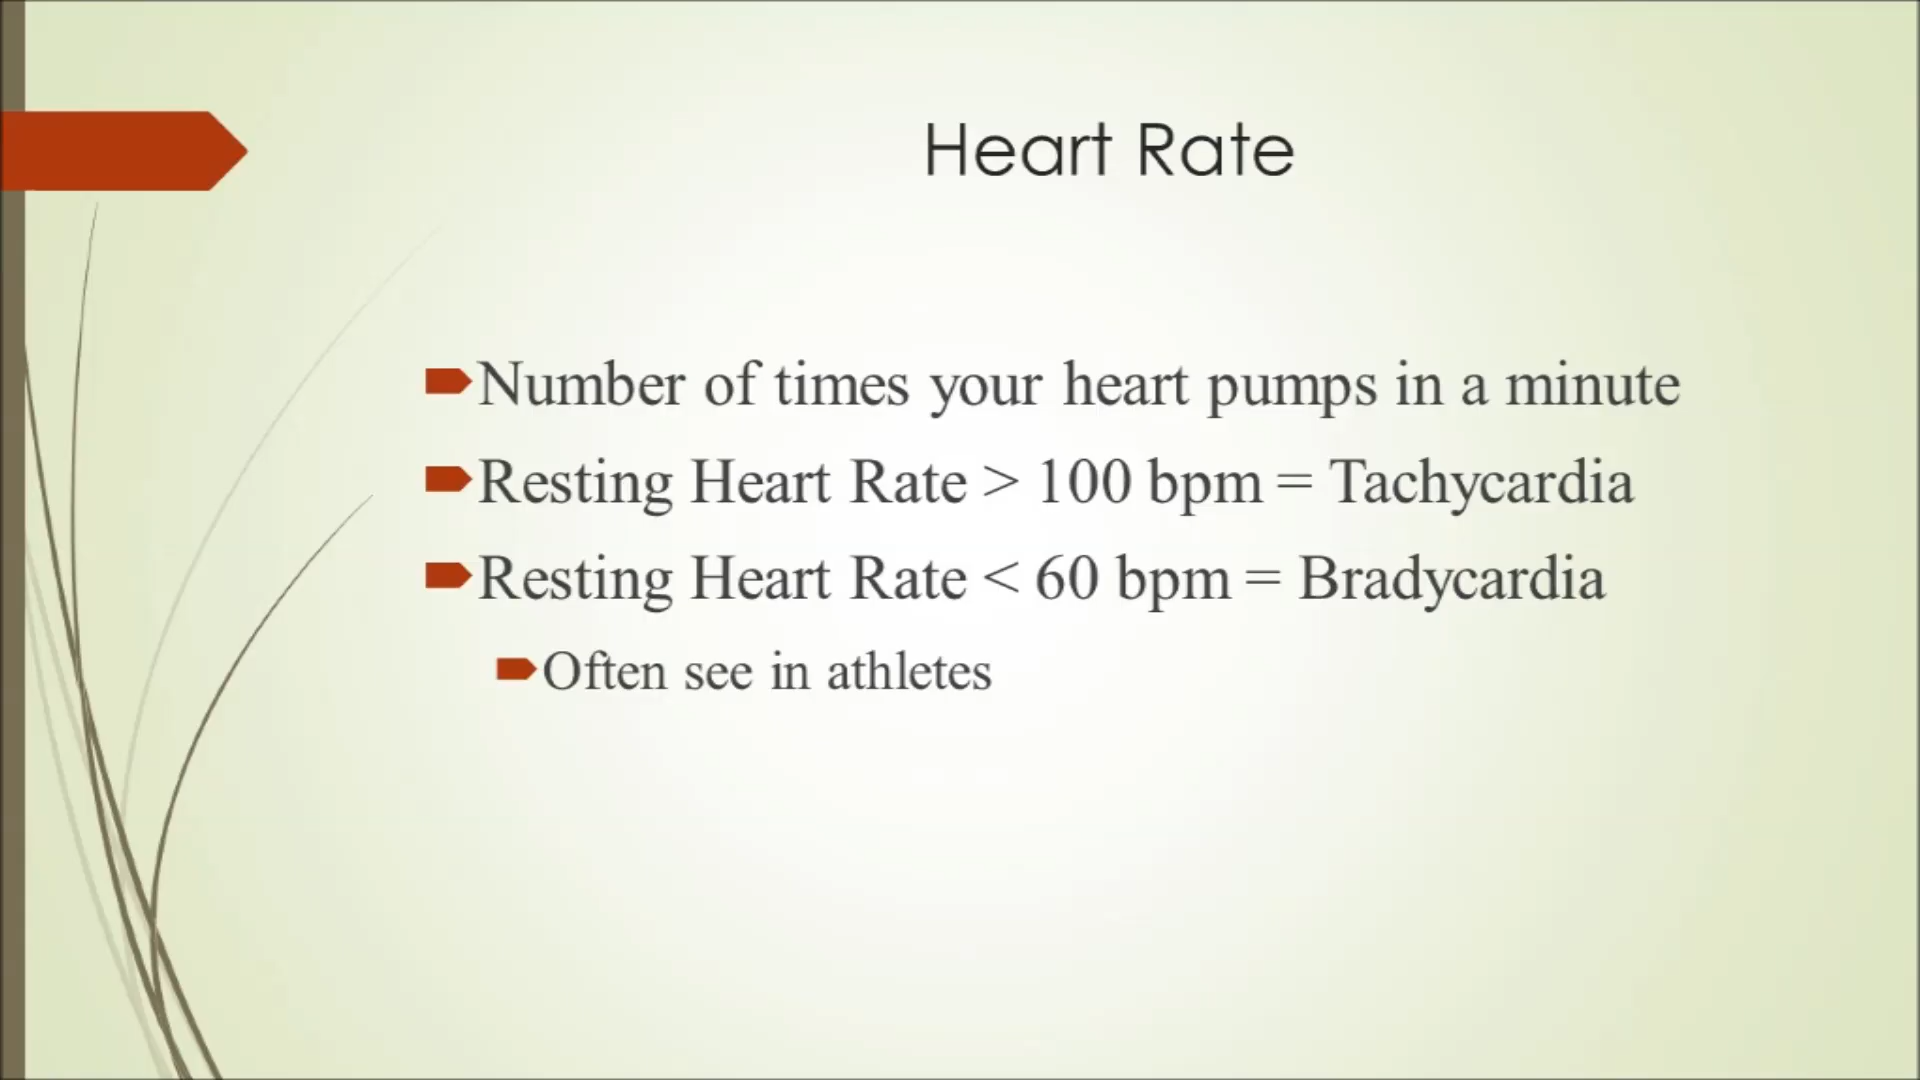 Heart Rate
Number of times your heart pumps in a minute
Resting Heart Rate > 100 bpm = Tachycardia
Resting Heart Rate < 60 bpm = Bradycardia
Often see in athletes